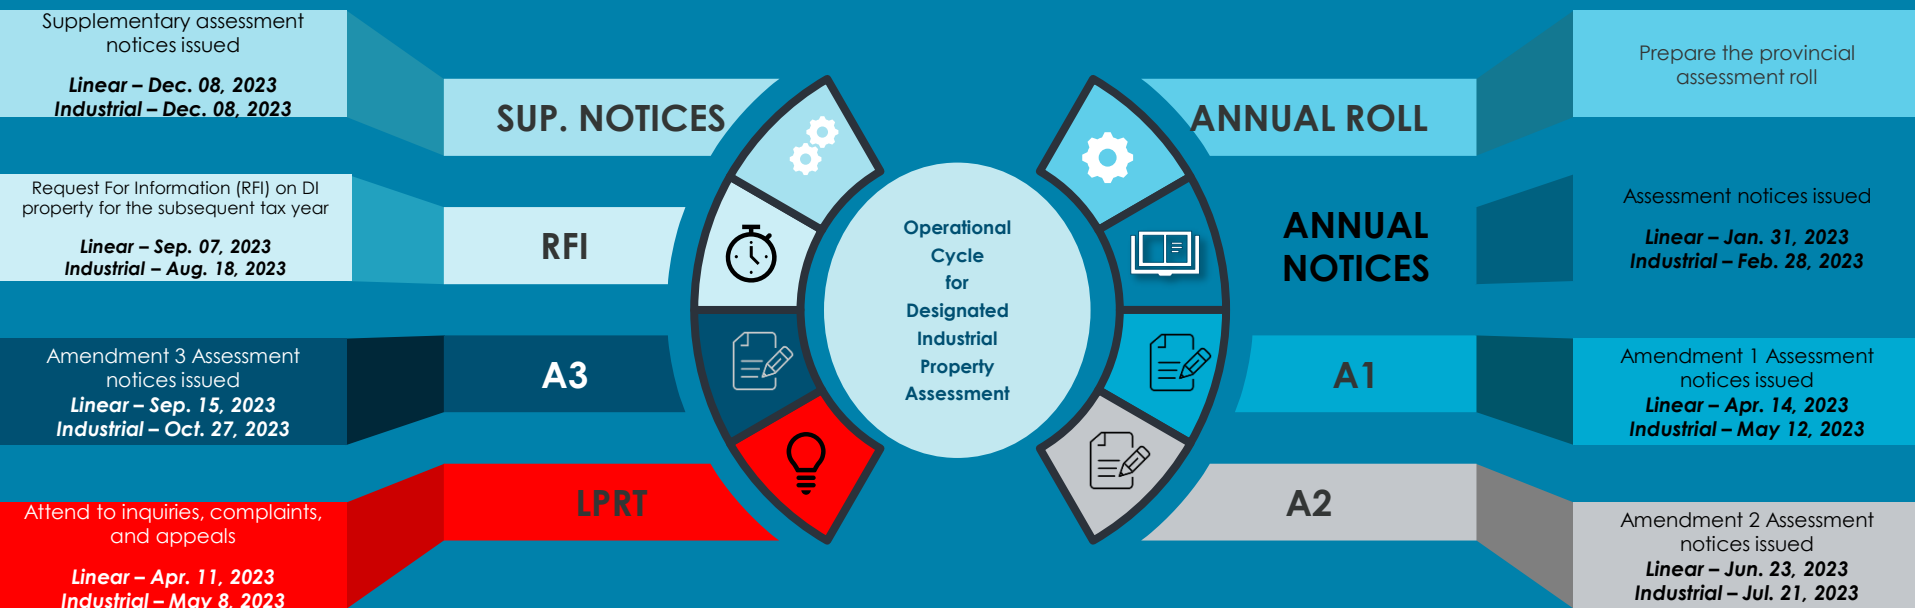 Supplementary assessment
notices issued
Linear – Dec. 08, 2023
Industrial – Dec. 08, 2023
SUP. NOTICES
Request For Information (RFI) on DI
property for the subsequent tax year
Linear – Sep. 07, 2023
Industrial – Aug. 18, 2023
RFI
Amendment 3 Assessment
notices issued
Linear – Sep. 15, 2023
Industrial – Oct. 27, 2023
A3
Attend to inquiries, complaints,
and appeals
Linear – Apr. 11, 2023
Industrial – May 8, 2023
LPRT
Operational
Cycle
for
Designated
Industrial
Property
Assessment
ANNUAL ROLL
Prepare the provincial
assessment roll
ANNUAL
NOTICES
Assessment notices issued
Linear – Jan. 31, 2023
Industrial – Feb. 28, 2023
A1
Amendment 1 Assessment
notices issued
Linear – Apr. 14, 2023
Industrial – May 12, 2023
A2
Amendment 2 Assessment
notices issued
Linear – Jun. 23, 2023
Industrial – Jul. 21, 2023